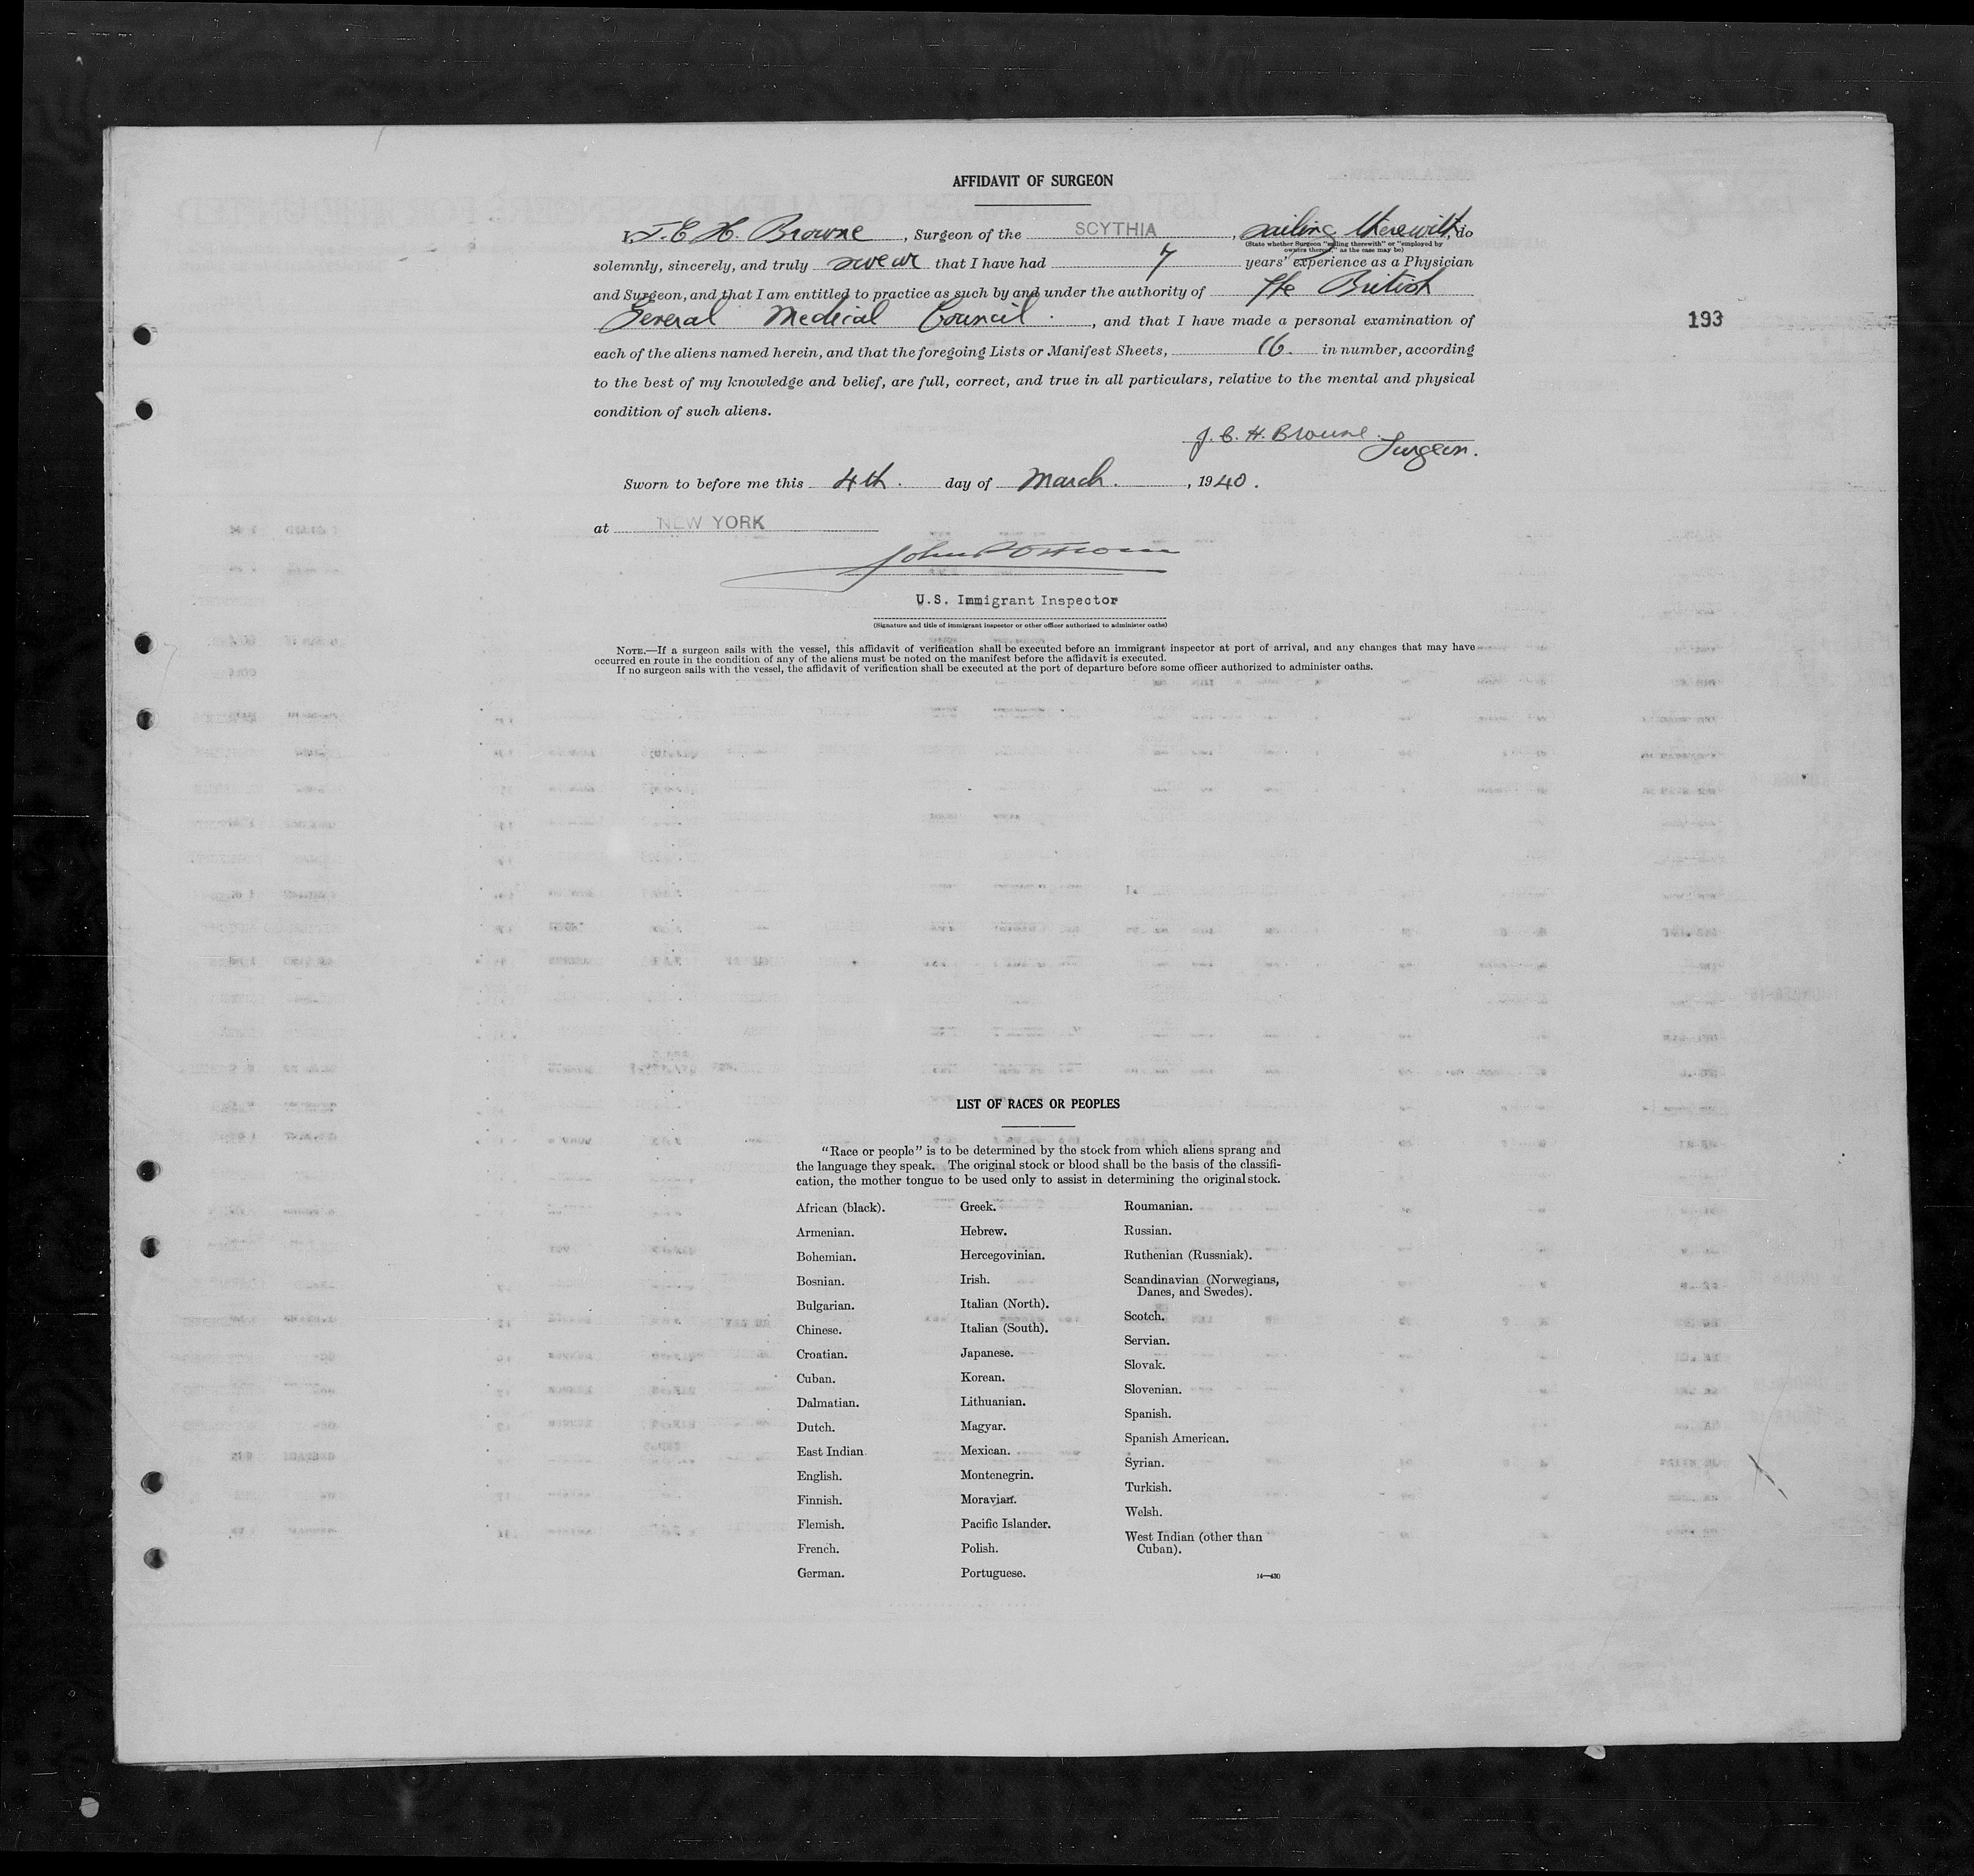 AFFIDAVIT OF SURGEON
I, J. E. H. Browne, Surgeon of the SCYTHIA, sailing therewith, do
(State whether Surgeon "sailing therewith" or "employed by
owners thereof," as the case may be)
solemnly, sincerely, and truly swear that I have had 7 years' experience as a Physician
and Surgeon, and that I am entitled to practice as such by and under the authority of The British
General Medical Council., and that I have made a personal examination of
193
each of the aliens named herein, and that the foregoing Lists or Manifest Sheets, 16. in number, according
to the best of my knowledge and belief, are full, correct, and true in all particulars, relative to the mental and physical
condition of such aliens.
J. E. H. Browne.
Surgeon.
Sworn to before me this 4th. day of March., 1940.
at NEW YORK
U.S. Immigrant Inspector
(Signature and title of immigrant inspector or other officer authorized to administer oaths)
NOTE.—If a surgeon sails with the vessel, this affidavit of verification shall be executed before an immigrant inspector at port of arrival, and any changes that may have
occurred en route in the condition of any of the aliens must be noted on the manifest before the affidavit is executed.
If no surgeon sails with the vessel, the affidavit of verification shall be executed at the port of departure before some officer authorized to administer oaths.
LIST OF RACES OR PEOPLES
"Race or people" is to be determined by the stock from which aliens sprang and
the language they speak. The original stock or blood shall be the basis of the classifi-
cation, the mother tongue to be used only to assist in determining the original stock.
African (black).
Armenian.
Bohemian.
Bosnian.
Bulgarian.
Chinese.
Croatian.
Cuban.
Dalmatian.
Dutch.
East Indian.
English.
Finnish.
Flemish.
French.
German.
Greek.
Hebrew.
Hercegovinian.
Irish.
Italian (North).
Italian (South).
Japanese.
Korean.
Lithuanian.
Magyar.
Mexican.
Montenegrin.
Moravian.
Pacific Islander.
Polish.
Portuguese.
Roumanian.
Russian.
Ruthenian (Russniak).
Scandinavian (Norwegians,
Danes, and Swedes).
Scotch.
Servian.
Slovak.
Slovenian.
Spanish.
Spanish American.
Syrian.
Turkish.
Welsh.
West Indian (other than
Cuban).
14—430